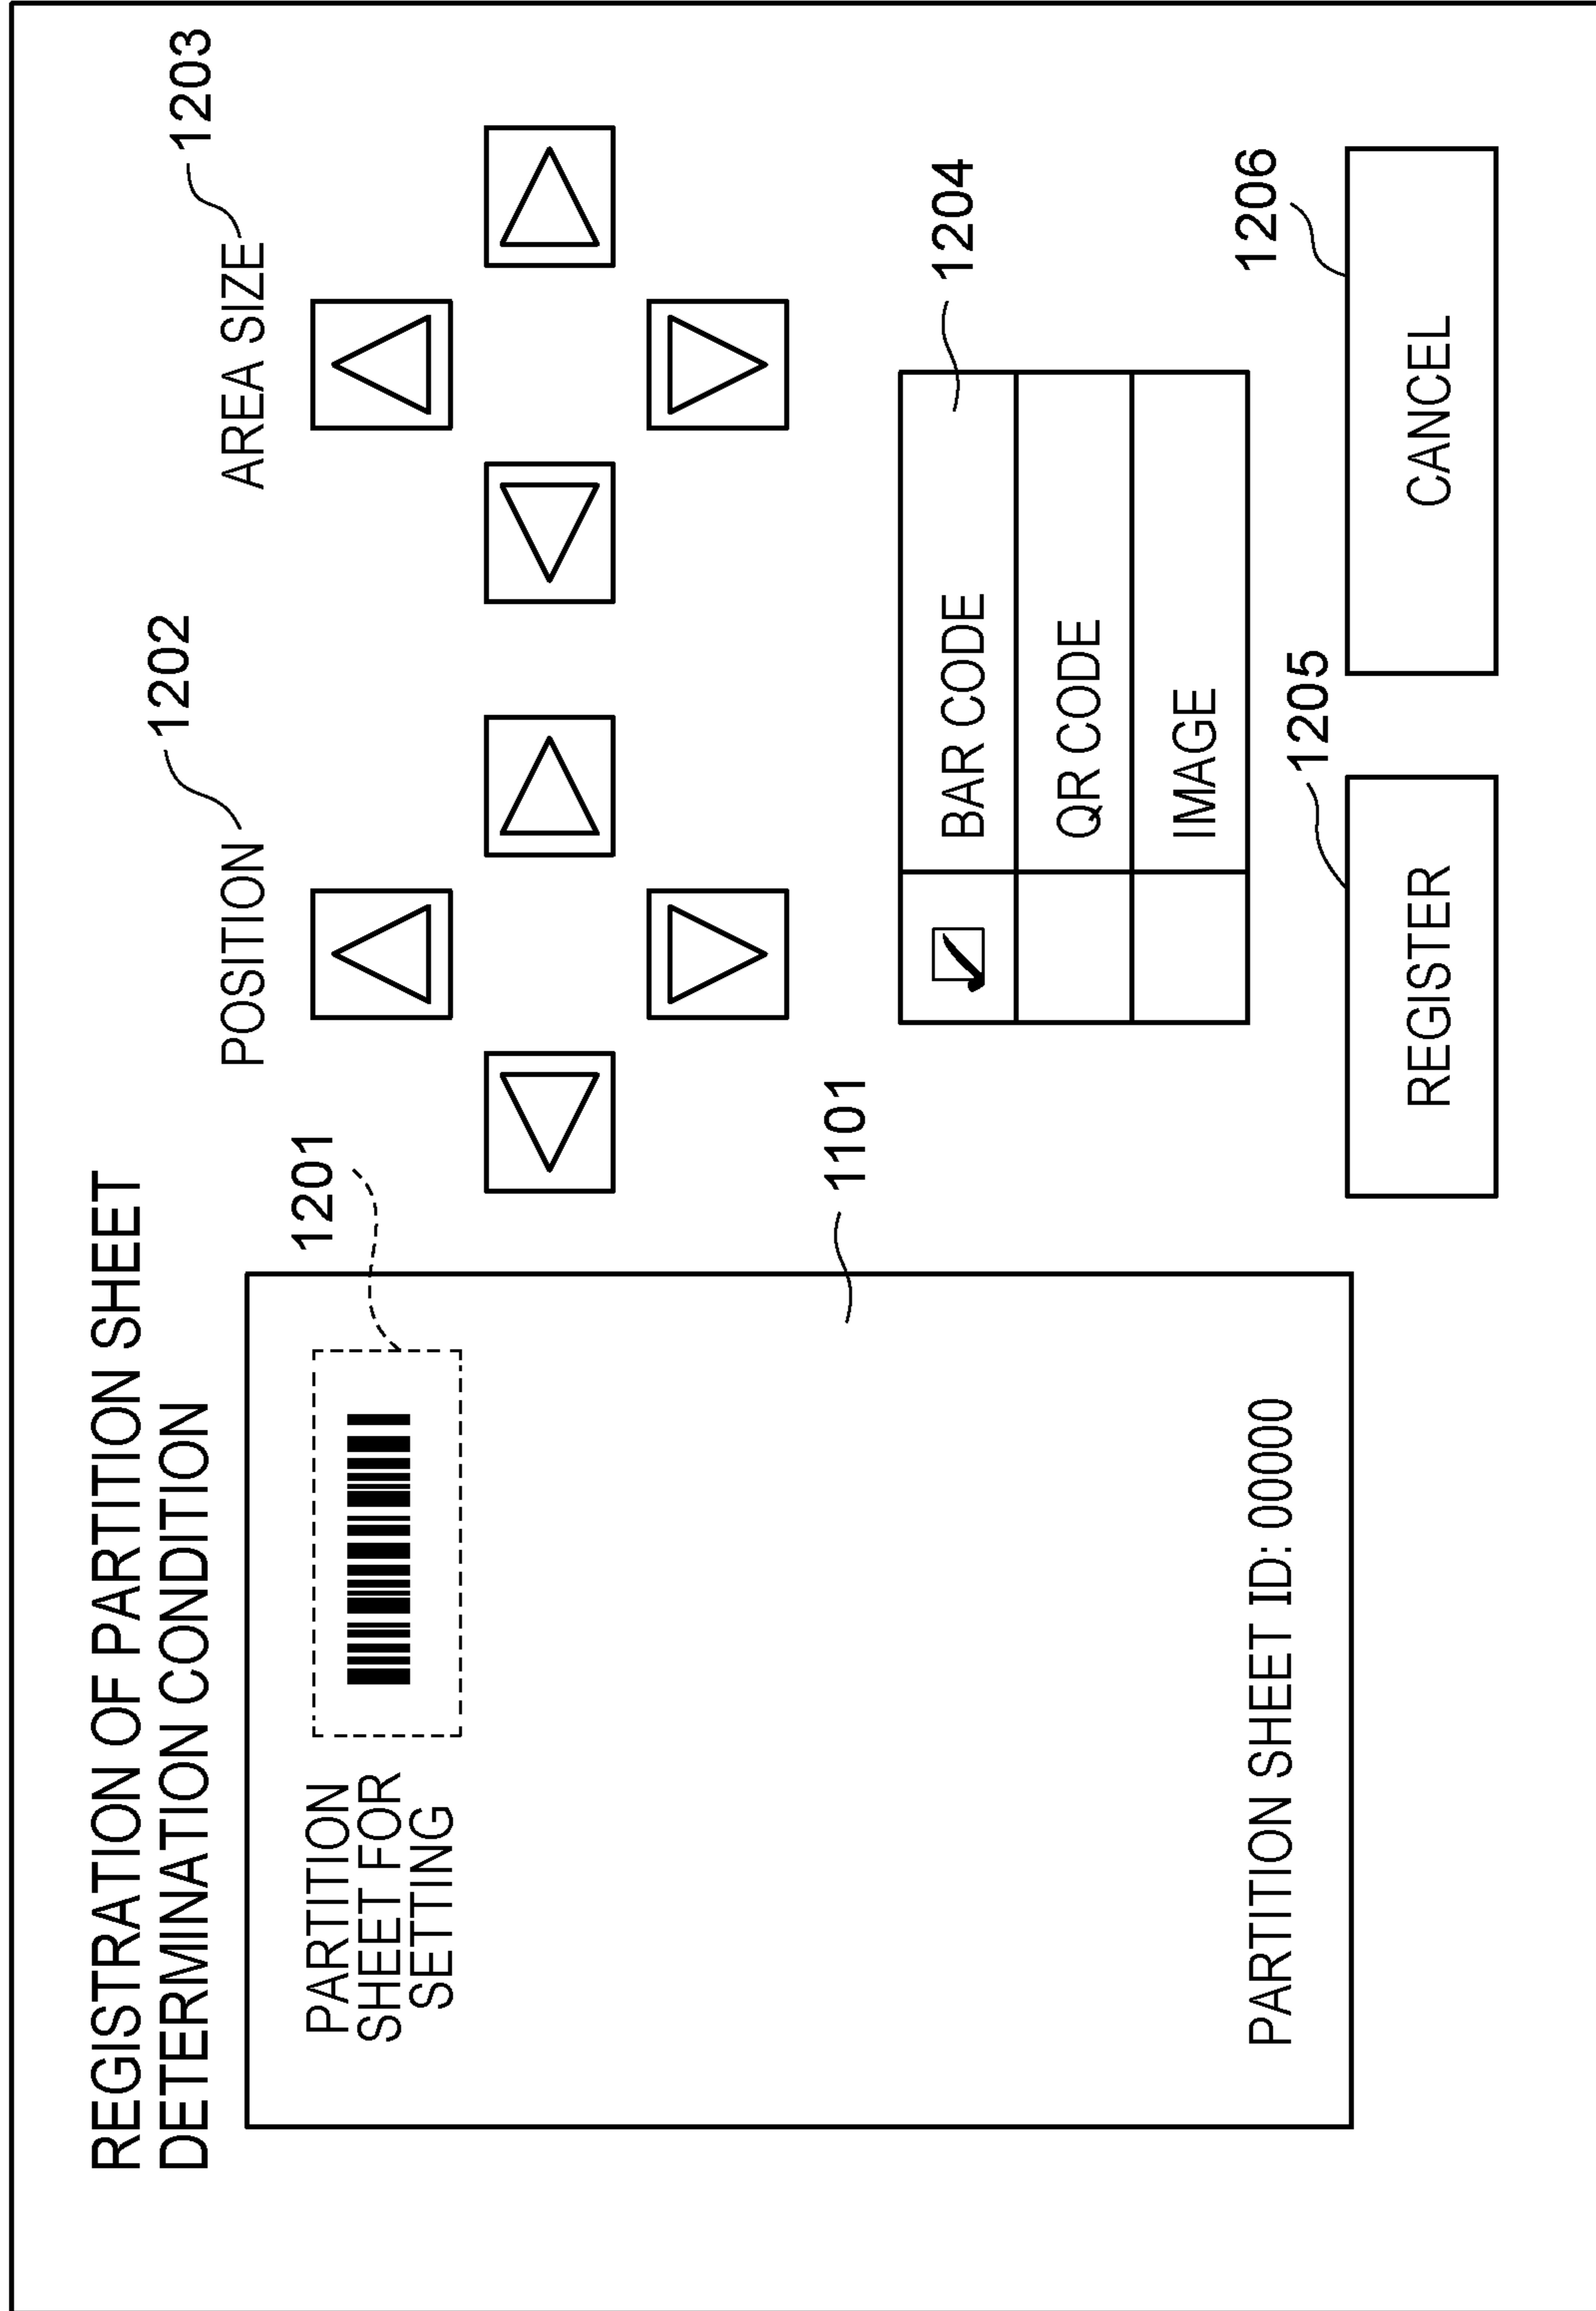 REGISTRATION OF PARTITION SHEET
DETERMINATION CONDITION
PARTITION
SHEET FOR
SETTING
1201
1101
PARTITION SHEET ID: 00000
POSITION
1202
AREA SIZE
1203
BAR CODE
QR CODE
IMAGE
1204
REGISTER
1205
CANCEL
1206